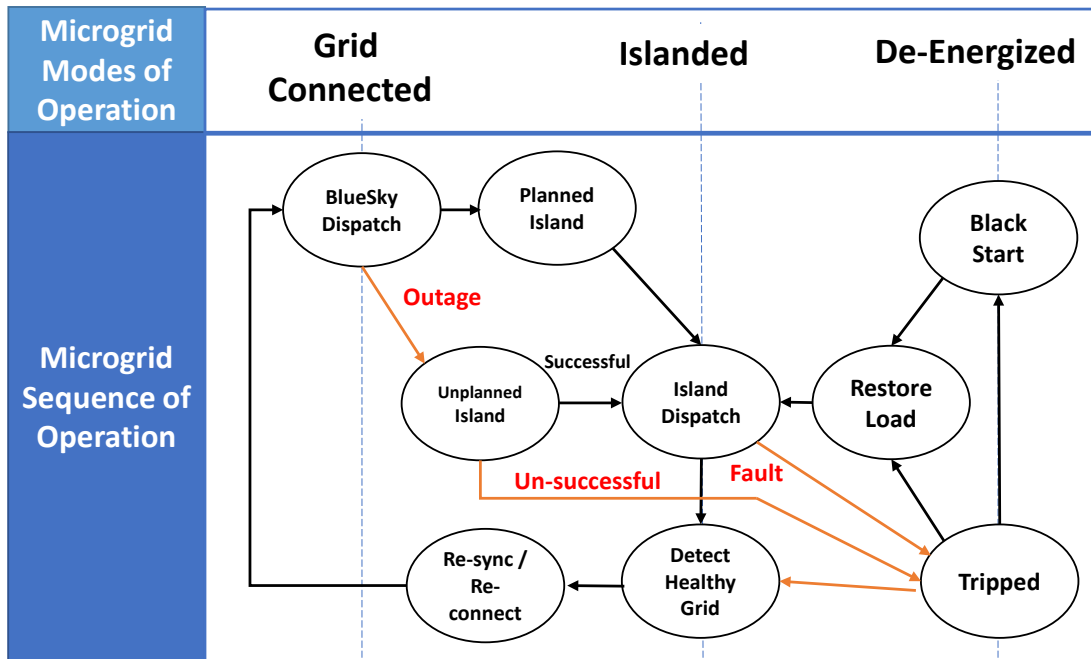 Microgrid
Modes of
Operation
Grid
Connected
Islanded
De-Energized
Microgrid
Sequence of
Operation
BlueSky
Dispatch
Planned
Island
Black
Start
Outage
Successful
Unplanned
Island
Island
Dispatch
Restore
Load
Un-successful
Fault
Re-sync /
Re-
connect
Detect
Healthy
Grid
Tripped